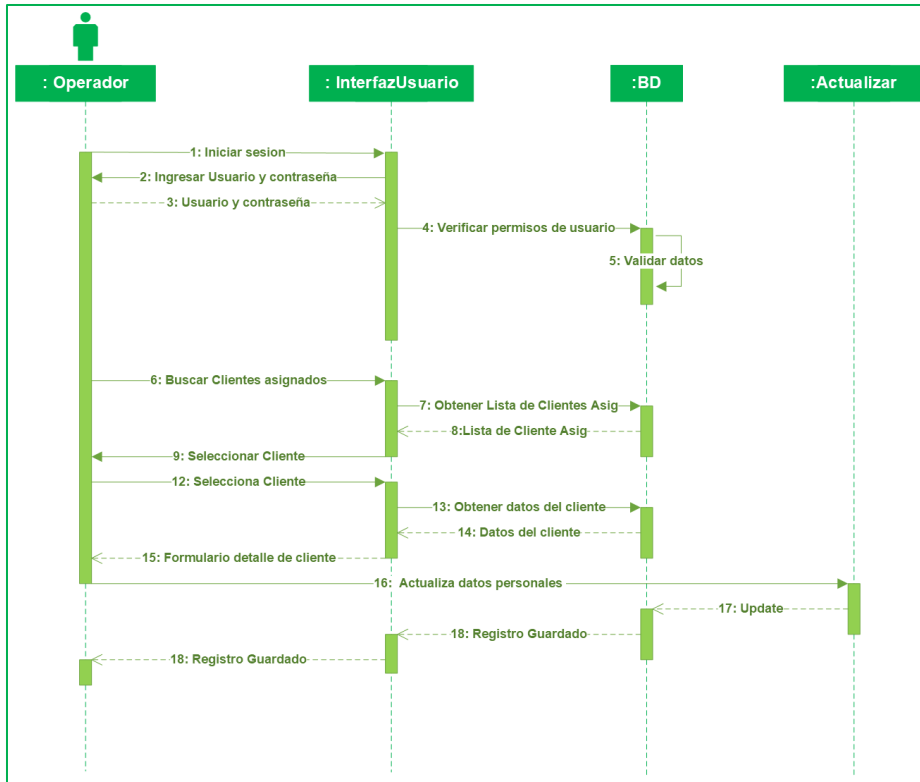 : Operador
: InterfazUsuario
:BD
:Actualizar
1: Iniciar sesion
2: Ingresar Usuario y contraseña
3: Usuario y contraseña
4: Verificar permisos de usuario
5: Validar datos
6: Buscar Clientes asignados
7: Obtener Lista de Clientes Asig
8:Lista de Cliente Asig
9: Seleccionar Cliente
12: Selecciona Cliente
13: Obtener datos del cliente
14: Datos del cliente
15: Formulario detalle de cliente
16: Actualiza datos personales
17: Update
18: Registro Guardado
18: Registro Guardado